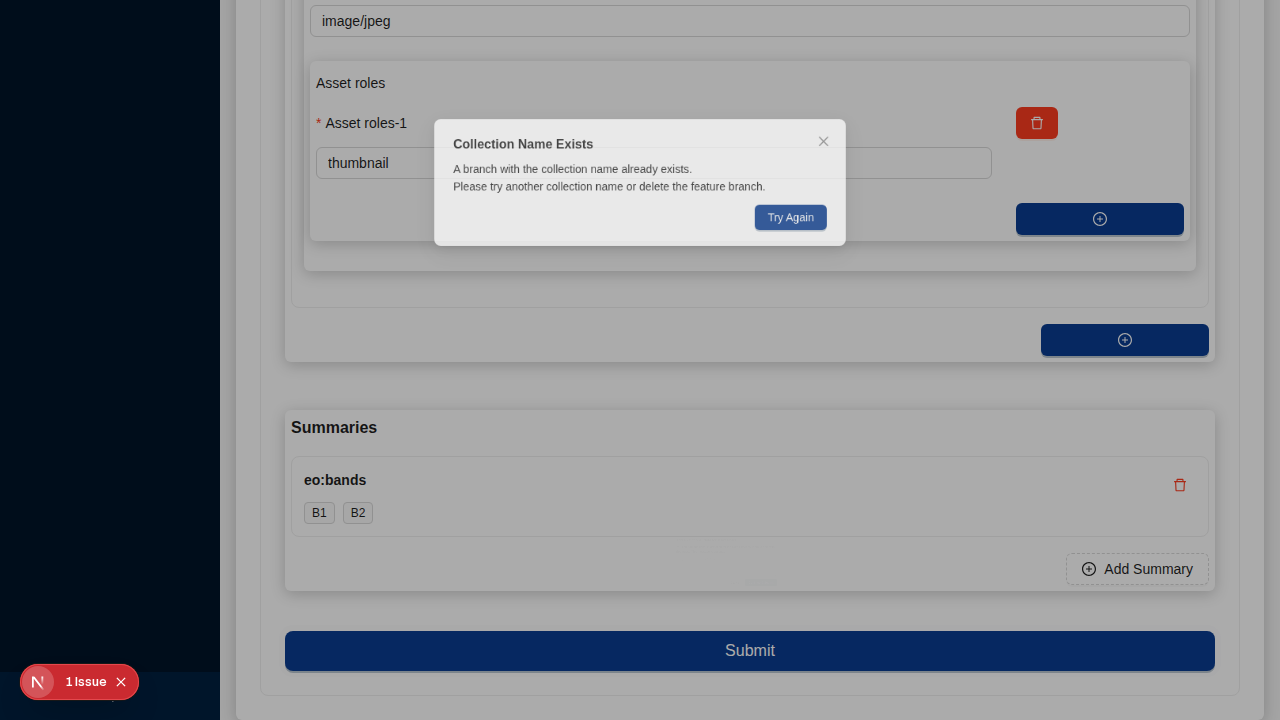 image/jpeg
Asset roles
* Asset roles-1
thumbnail
Collection Name Exists
A branch with the collection name already exists.
Please try another collection name or delete the feature branch.
Try Again
Summaries
eo:bands
B1 B2
Add Summary
Submit
N 1 Issue